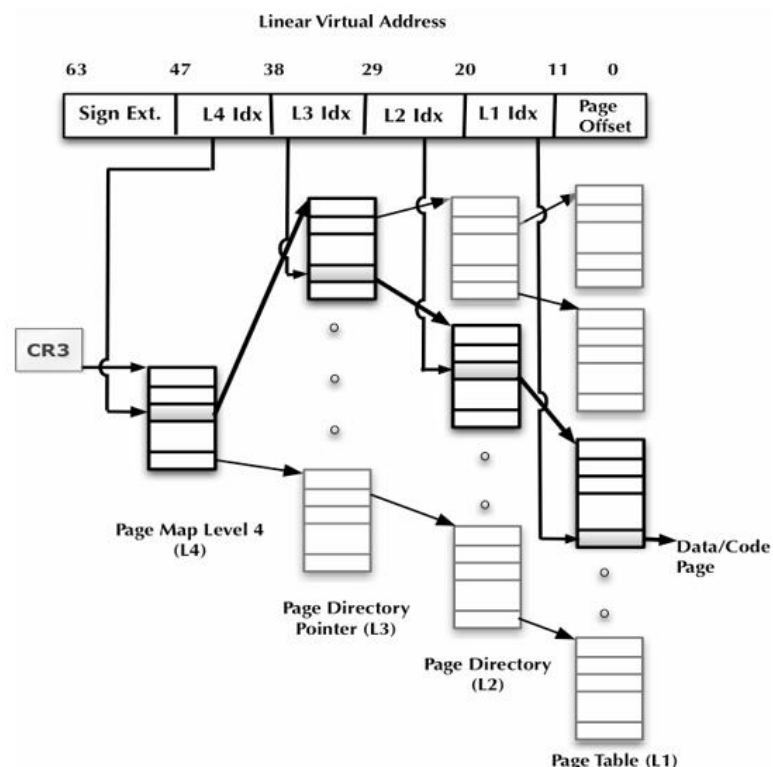 Linear Virtual Address
63 47 38 29 20 11 0
Sign Ext. L4 Idx L3 Idx L2 Idx L1 Idx Page
Offset
CR3
Page Map Level 4
(L4)
Data/Code
Page
Page Directory
Pointer (L3)
Page Directory
(L2)
Page Table (L1)